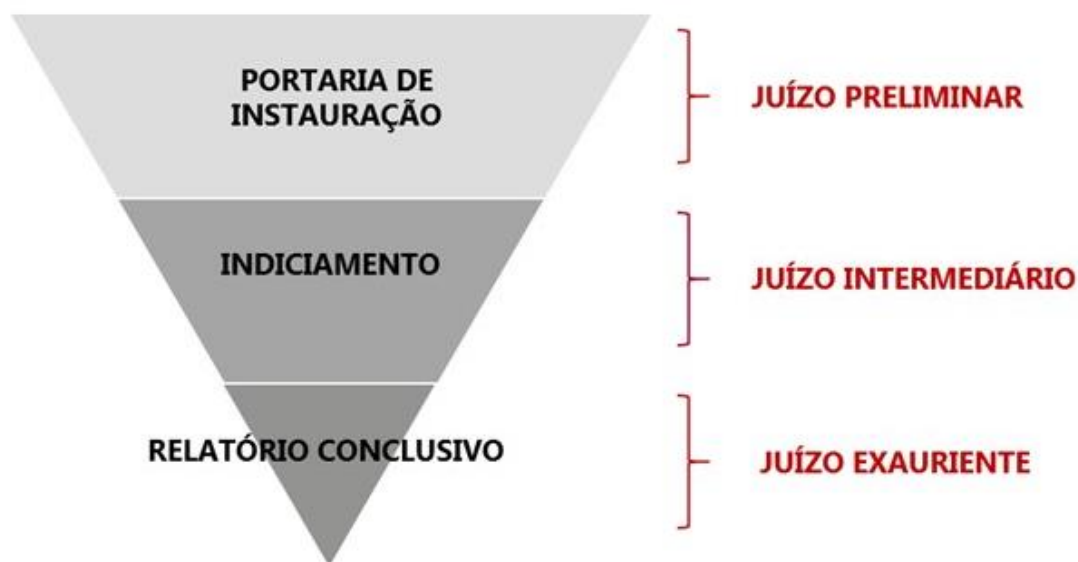 PORTARIA DE
INSTAURAÇÃO
JUÍZO PRELIMINAR
INDICIAMENTO
JUÍZO INTERMEDIÁRIO
RELATÓRIO CONCLUSIVO
JUÍZO EXAURIENTE